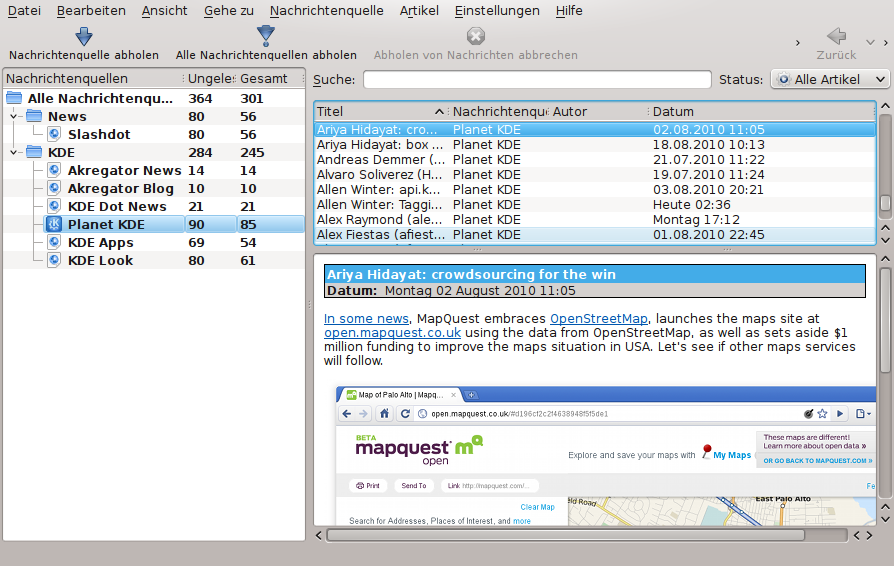 Datei Bearbeiten Ansicht Gehe zu Nachrichtenquelle Artikel Einstellungen Hilfe
Nachrichtenquelle abholen Alle Nachrichtenquellen abholen Abholen von Nachrichten abbrechen Zurück
Nachrichtenquellen Ungeles Gesamt
Alle Nachrichtenqu... 364 301
News 80 56
Slashdot 80 56
KDE 284 245
Akregator News 14 14
Akregator Blog 10 10
KDE Dot News 21 21
Planet KDE 90 85
KDE Apps 69 54
KDE Look 80 61
Suche: Status: Alle Artikel
Titel Nachrichtenque Autor Datum
Ariya Hidayat: cro... Planet KDE 02.08.2010 11:05
Ariya Hidayat: box ... Planet KDE 18.08.2010 10:13
Andreas Demmer (... Planet KDE 21.07.2010 11:22
Alvaro Soliverez (H... Planet KDE 19.07.2010 11:24
Allen Winter: api.k... Planet KDE 03.08.2010 20:21
Allen Winter: Taggi... Planet KDE Heute 02:36
Alex Raymond (ale... Planet KDE Montag 17:12
Alex Fiestas (afiest... Planet KDE 01.08.2010 22:45
Ariya Hidayat: crowdsourcing for the win
Datum: Montag 02 August 2010 11:05
In some news, MapQuest embraces OpenStreetMap, launches the maps site at
open.mapquest.co.uk using the data from OpenStreetMap, as well as sets aside $1
million funding to improve the maps situation in USA. Let's see if other maps services
will follow.
Map of Palo Alto | Mapq...
open.mapquest.co.uk/#d196cf2c2f4638948f5f5de1
BETA
mapquest mQ
open
Explore and save your maps with My Maps
These maps are different!
Learn more about open data »
OR GO BACK TO MAPQUEST.COM »
Print Send To Link http://mapquest.com/... Fe
Clear Map
Search for Addresses, Places of Interest, and more
field Road
East Palo Alto